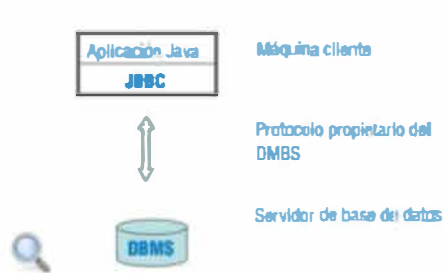 Aplicación Java
Máquina cliente
JDBC
Protocolo propietario del
DMBS
Servidor de base de datos
DBMS